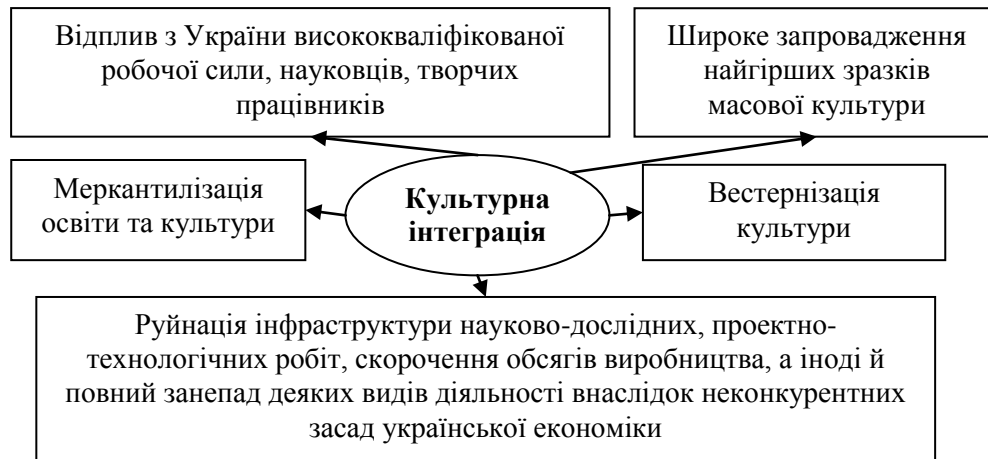 Відплив з України висококваліфікованої
робочої сили, науковців, творчих
працівників
Широке запровадження
найгірших зразків
масової культури
Меркантилізація
освіти та культури
Культурна
інтеграція
Вестернізація
культури
Руйнація інфраструктури науково-дослідних, проектно-
технологічних робіт, скорочення обсягів виробництва, а іноді й
повний занепад деяких видів діяльності внаслідок неконкурентних
засад української економіки